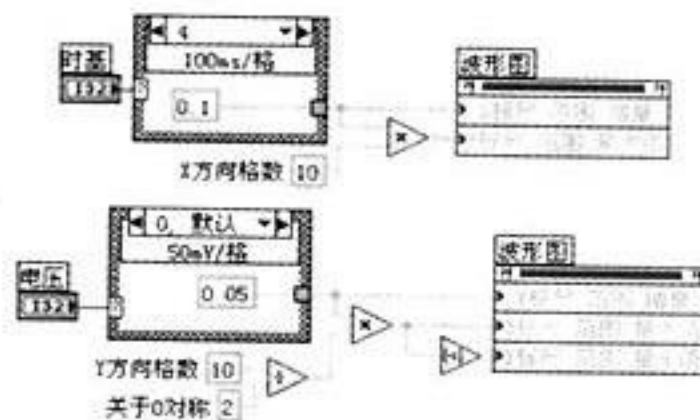 4
时基
100ms/格
波形图
I32
0.1
X方向格数 10
0, 默认
50mV/格
波形图
电压
I32
0.05
Y方向格数 10
关于0对称 2